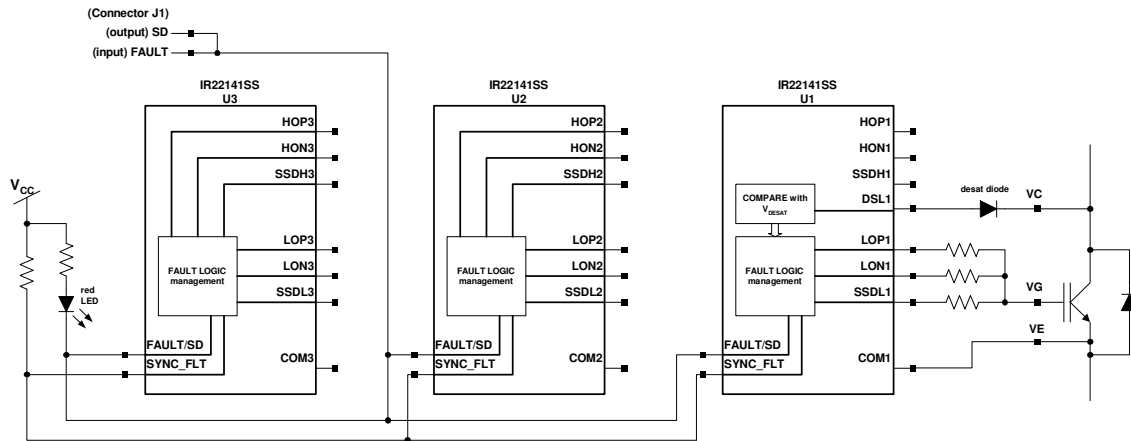 (Connector J1)
(output) SD
(input) FAULT
IR22141SS
U3
HOP3
HON3
SSDH3
FAULT LOGIC
management
LOP3
LON3
SSDL3
FAULT/SD
SYNC_FLT
COM3
VCC
red
LED
IR22141SS
U2
HOP2
HON2
SSDH2
FAULT LOGIC
management
LOP2
LON2
SSDL2
FAULT/SD
SYNC_FLT
COM2
IR22141SS
U1
HOP1
HON1
SSDH1
DSL1
COMPARE with
VDESAT
FAULT LOGIC
management
LOP1
LON1
SSDL1
FAULT/SD
SYNC_FLT
COM1
desat diode
VC
VG
VE